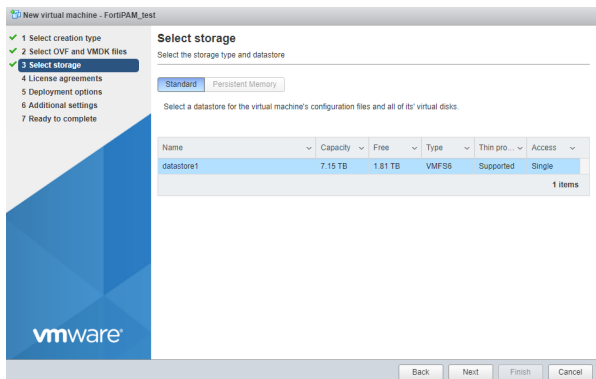 New virtual machine - FortiPAM_test
1 Select creation type
2 Select OVF and VMDK files
3 Select storage
4 License agreements
5 Deployment options
6 Additional settings
7 Ready to complete
Select storage
Select the storage type and datastore
Standard Persistent Memory
Select a datastore for the virtual machine's configuration files and all of its' virtual disks.
Name Capacity Free Type Thin pro... Access
datastore1 7.15 TB 1.81 TB VMFS6 Supported Single
1 items
vmware®
Back Next Finish Cancel